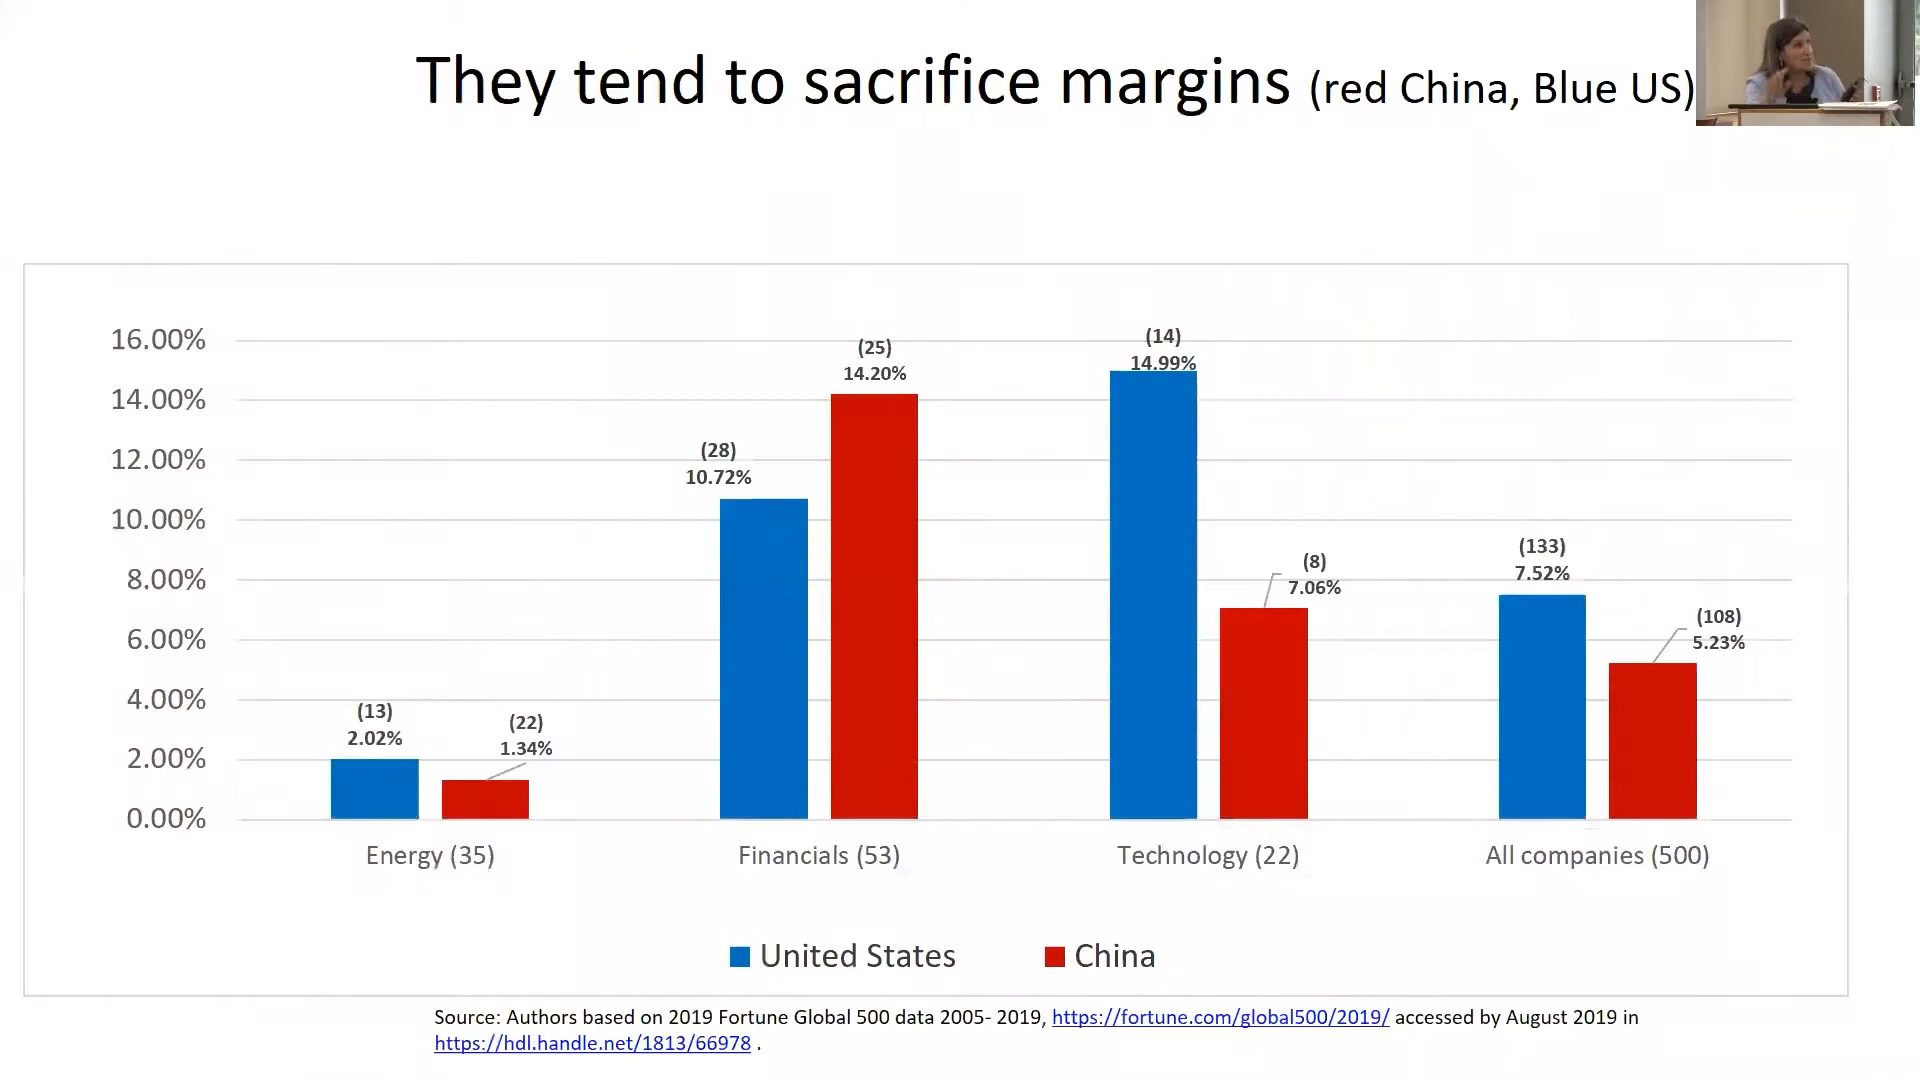 They tend to sacrifice margins (red China, Blue US)
16.00%
14.00%
12.00%
10.00%
8.00%
6.00%
4.00%
2.00%
0.00%
(13)
2.02%
(22)
1.34%
(28)
10.72%
(25)
14.20%
(14)
14.99%
(8)
7.06%
(133)
7.52%
(108)
5.23%
Energy (35)
Financials (53)
Technology (22)
All companies (500)
United States
China
Source: Authors based on 2019 Fortune Global 500 data 2005- 2019, https://fortune.com/global500/2019/ accessed by August 2019 in
https://hdl.handle.net/1813/66978 .